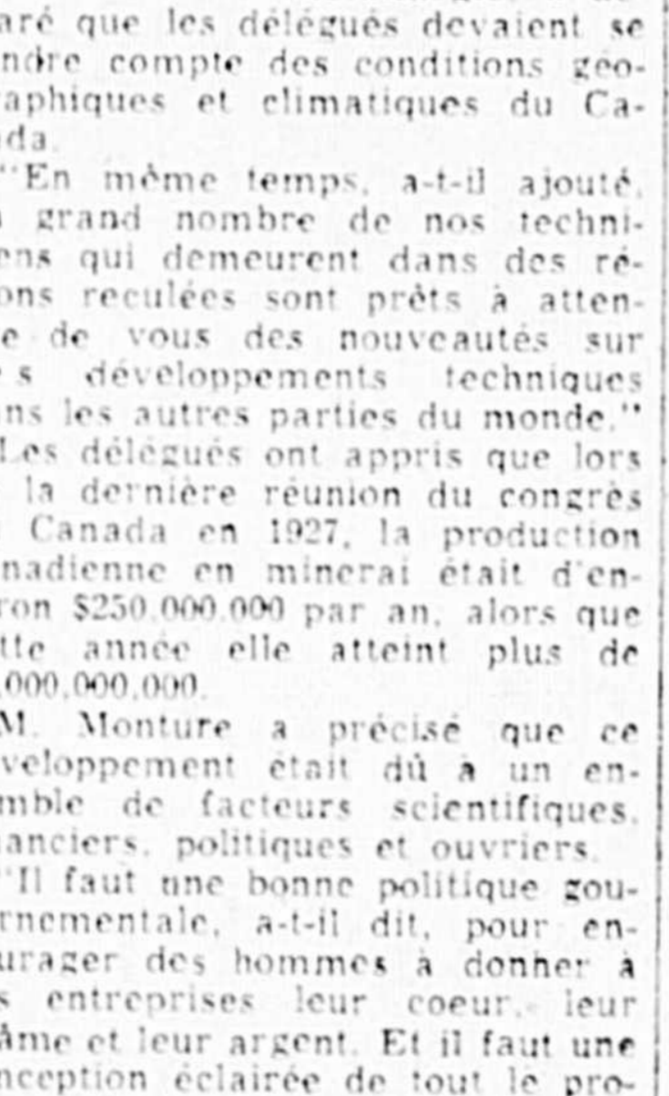 aré que les délégués devaient se
ndre compte des conditions géo-
raphiques et climatiques du Ca-
da.
"En même temps, a-t-il ajouté,
grand nombre de nos techni-
ens qui demeurent dans des ré-
ons reculées sont prêts à atten-
e de vous des nouveautés sur
s développements techniques
ns les autres parties du monde."
Les délégués ont appris que lors
la dernière réunion du congrès
Canada en 1927, la production
nadienne en minerai était d'en-
ron $250,000,000 par an, alors que
tte année elle atteint plus de
,000,000,000.
M. Monture a précisé que ce
veloppement était dû à un en-
mble de facteurs scientifiques,
anciers, politiques et ouvriers.
"Il faut une bonne politique gou-
rnementale, a-t-il dit, pour en-
urager des hommes à donner à
s entreprises leur coeur, leur
âme et leur argent. Et il faut une
nception éclairée de tout le pro-